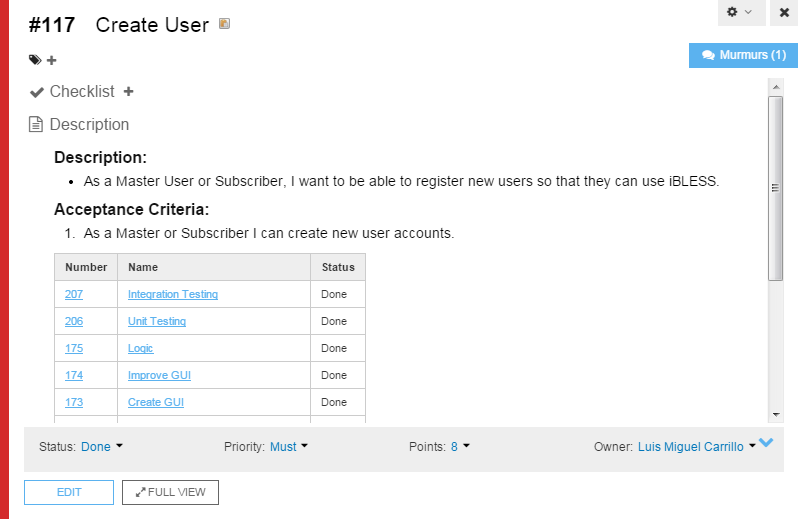 #117 Create User
Murmurs (1)
Checklist
Description
Description:
As a Master User or Subscriber, I want to be able to register new users so that they can use iBLESS.
Acceptance Criteria:
1. As a Master or Subscriber I can create new user accounts.
Number Name Status
207 Integration Testing Done
206 Unit Testing Done
175 Logic Done
174 Improve GUI Done
173 Create GUI Done
Status: Done Priority: Must Points: 8 Owner: Luis Miguel Carrillo
EDIT FULL VIEW